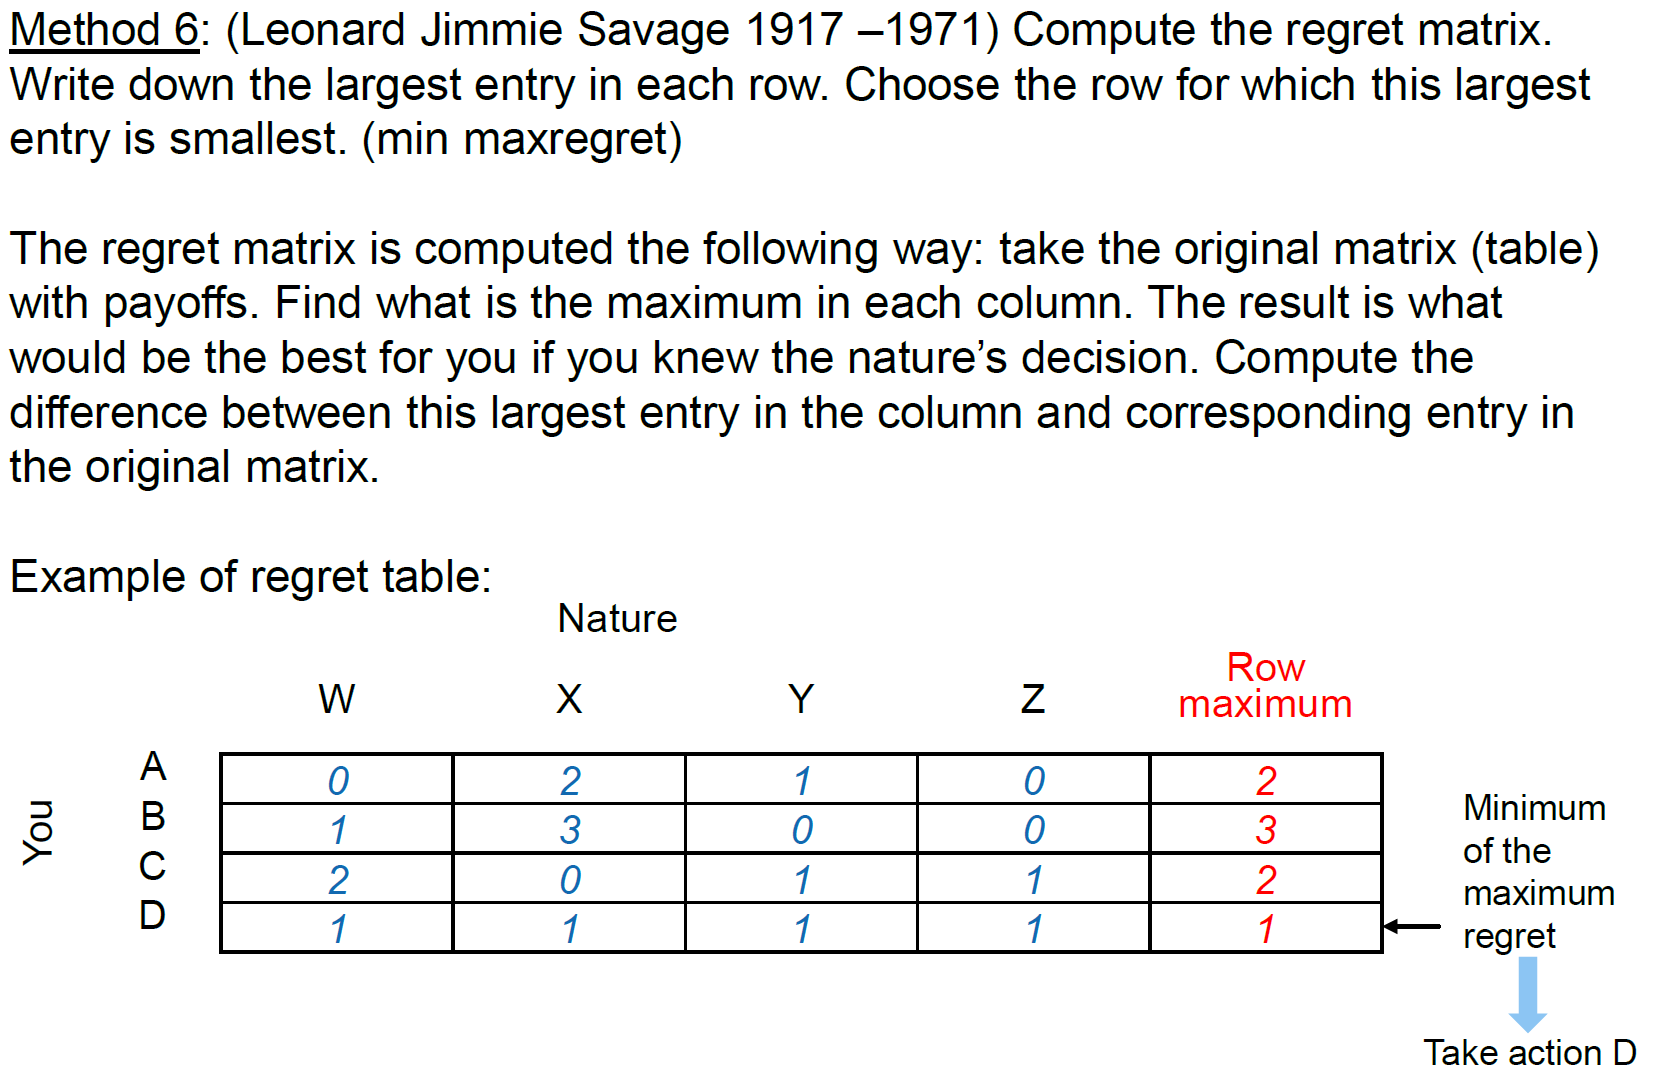 Method 6: (Leonard Jimmie Savage 1917 –1971) Compute the regret matrix.
Write down the largest entry in each row. Choose the row for which this largest
entry is smallest. (min maxregret)
The regret matrix is computed the following way: take the original matrix (table)
with payoffs. Find what is the maximum in each column. The result is what
would be the best for you if you knew the nature’s decision. Compute the
difference between this largest entry in the column and corresponding entry in
the original matrix.
Example of regret table:
Nature
W X Y Z Row maximum
You
A 0 2 1 0 2
B 1 3 0 0 3
C 2 0 1 1 2
D 1 1 1 1 1
Minimum
of the
maximum
regret
Take action D